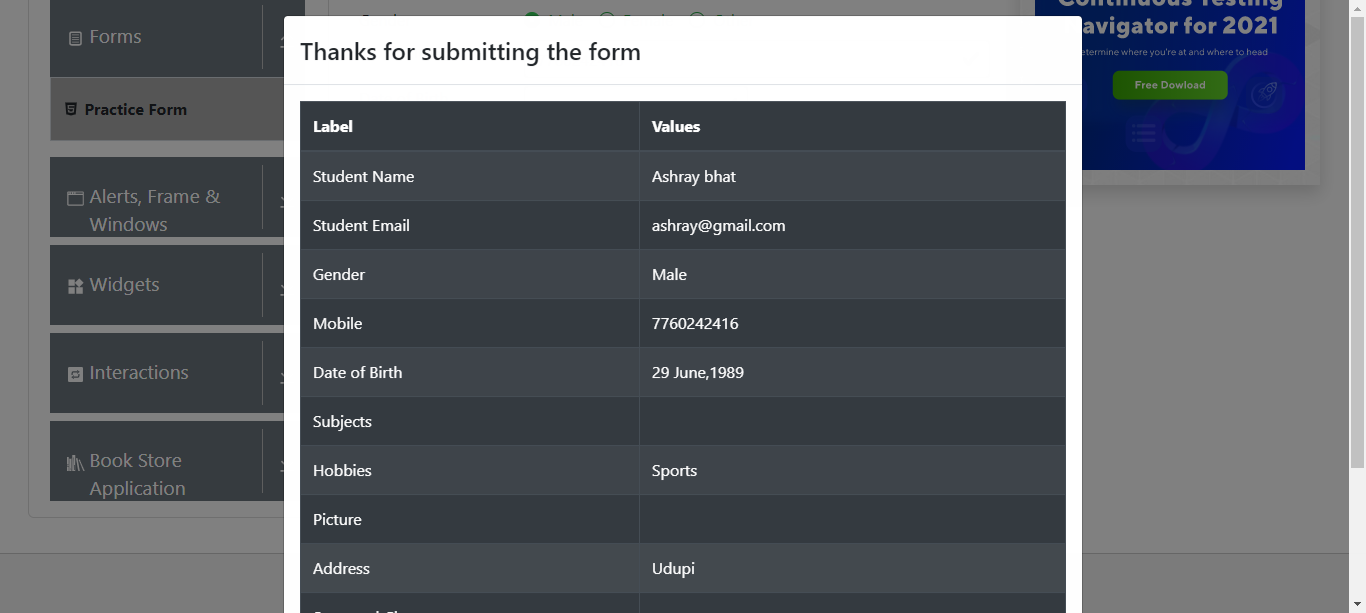 Forms
Practice Form
Alerts, Frame &
Windows
Widgets
Interactions
Book Store
Application
Thanks for submitting the form
Label Values
Student Name Ashray bhat
Student Email ashray@gmail.com
Gender Male
Mobile 7760242416
Date of Birth 29 June,1989
Subjects
Hobbies Sports
Picture
Address Udupi
Continuous Testing
avigator for 2021
etermine where you're at and where to head
Free Dowload